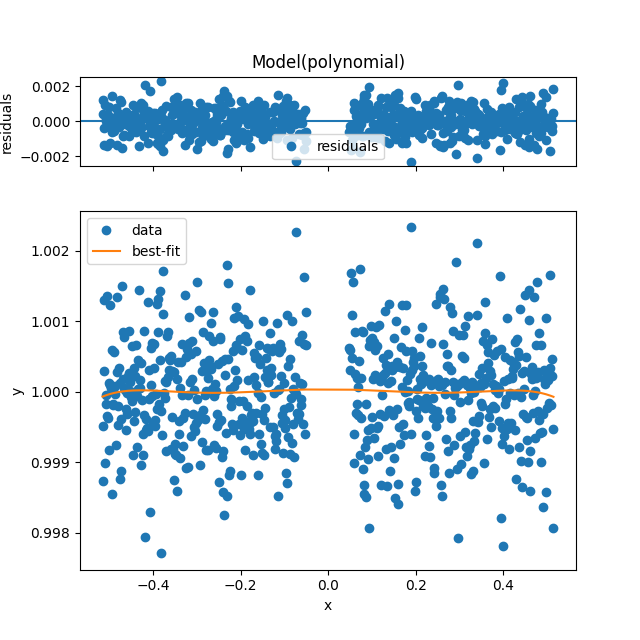 Model(polynomial)
residuals
0.002
0.000
−0.002
residuals
y
1.002
1.001
1.000
0.999
0.998
data
best-fit
−0.4
−0.2
0.0
0.2
0.4
x